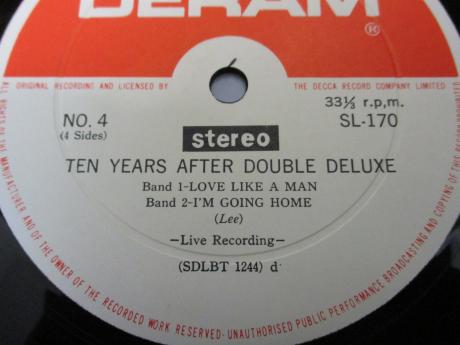 DERAM
ORIGINAL RECORDING AND LICENSED BY THE DECCA RECORD COMPANY LIMITED
NO. 4
(4 Sides)
33⅓ r.p.m.
SL-170
stereo
TEN YEARS AFTER DOUBLE DELUXE
Band 1-LOVE LIKE A MAN
Band 2-I'M GOING HOME
(Lee)
-Live Recording-
(SDLBT 1244) d
ALL RIGHTS OF THE MANUFACTURER AND OF THE OWNER OF THE RECORDED WORK RESERVED-UNAUTHORISED PUBLIC PERFORMANCE BROADCASTING AND COPYING OF THIS